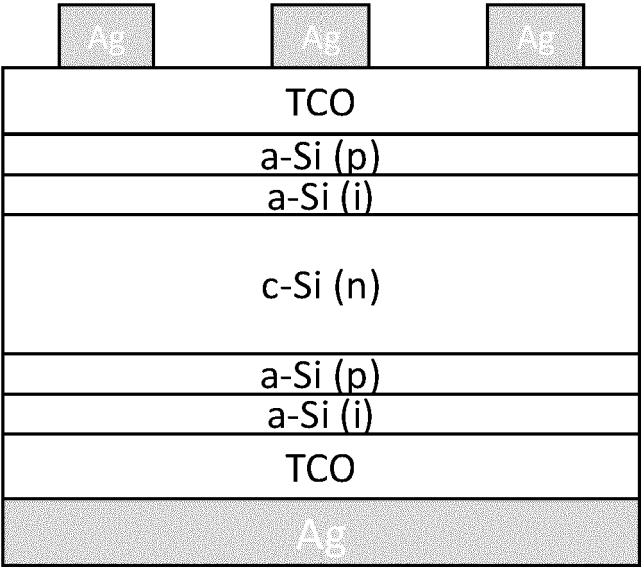 Ag Ag Ag
TCO
a-Si (p)
a-Si (i)
c-Si (n)
a-Si (p)
a-Si (i)
TCO
Ag